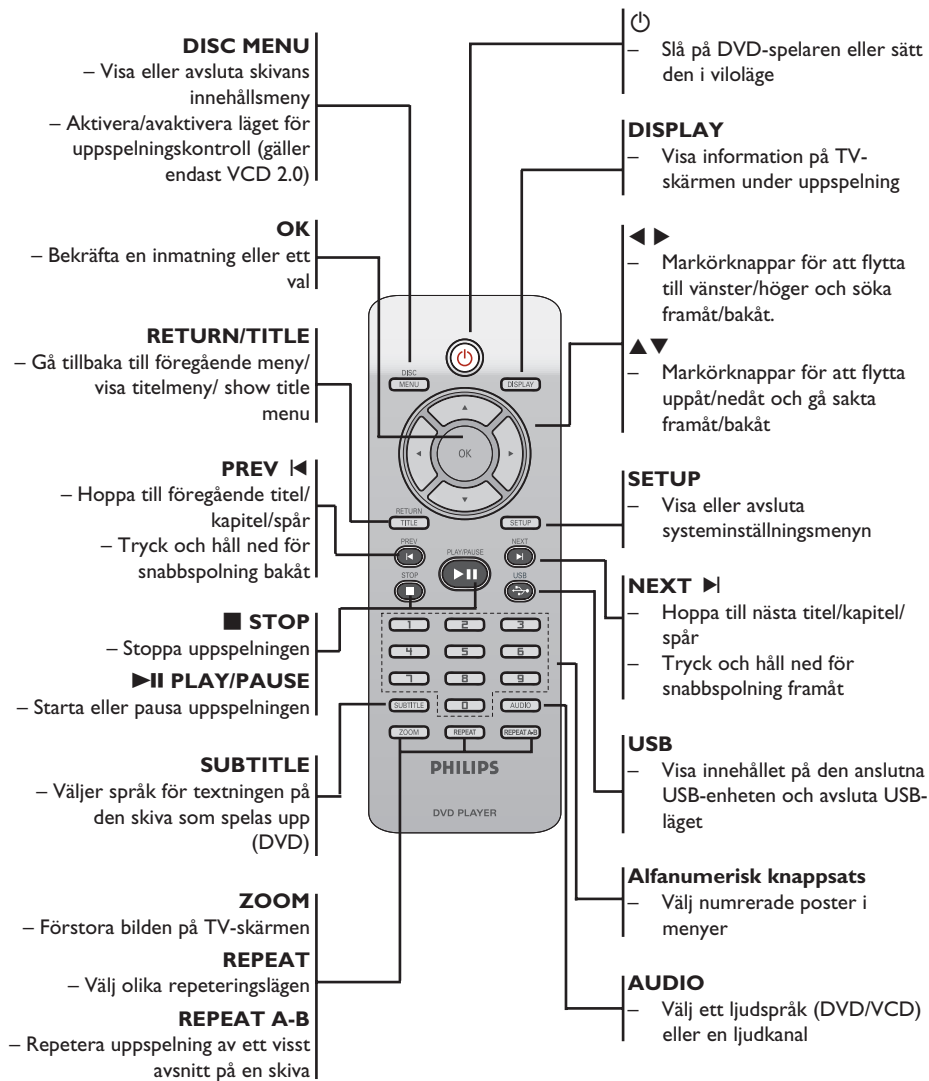 DISC MENU
– Visa eller avsluta skivans
innehållsmeny
– Aktivera/avaktivera läget för
uppspelningskontroll (gäller
endast VCD 2.0)
OK
– Bekräfta en inmatning eller ett
val
RETURN/TITLE
– Gå tillbaka till föregående meny/
visa titelmeny/ show title
menu
PREV
– Hoppa till föregående titel/
kapitel/spår
– Tryck och håll ned för
snabbspolning bakåt
■ STOP
– Stoppa uppspelningen
►II PLAY/PAUSE
– Starta eller pausa uppspelningen
SUBTITLE
– Väljer språk för textningen på
den skiva som spelas upp
(DVD)
ZOOM
– Förstora bilden på TV-skärmen
REPEAT
– Välj olika repeteringslägen
REPEAT A-B
– Repetera uppspelning av ett visst
avsnitt på en skiva
DISC
MENU
DISPLAY
OK
RETURN
TITLE
SETUP
PREV
PLAY/PAUSE
NEXT
STOP
USB
1 2 3
4 5 6
7 8 9
SUBTITLE 0 AUDIO
ZOOM REPEAT REPEAT A-B
PHILIPS
DVD PLAYER
– Slå på DVD-spelaren eller sätt
den i viloläge
DISPLAY
– Visa information på TV-
skärmen under uppspelning
◄ ►
– Markörknappar för att flytta
till vänster/höger och söka
framåt/bakåt.
▲▼
– Markörknappar för att flytta
uppåt/nedåt och gå sakta
framåt/bakåt
SETUP
– Visa eller avsluta
systeminställningsmenyn
NEXT
– Hoppa till nästa titel/kapitel/
spår
– Tryck och håll ned för
snabbspolning framåt
USB
– Visa innehållet på den anslutna
USB-enheten och avsluta USB-
läget
Alfanumerisk knappsats
– Välj numrerade poster i
menyer
AUDIO
– Välj ett ljudspråk (DVD/VCD)
eller en ljudkanal